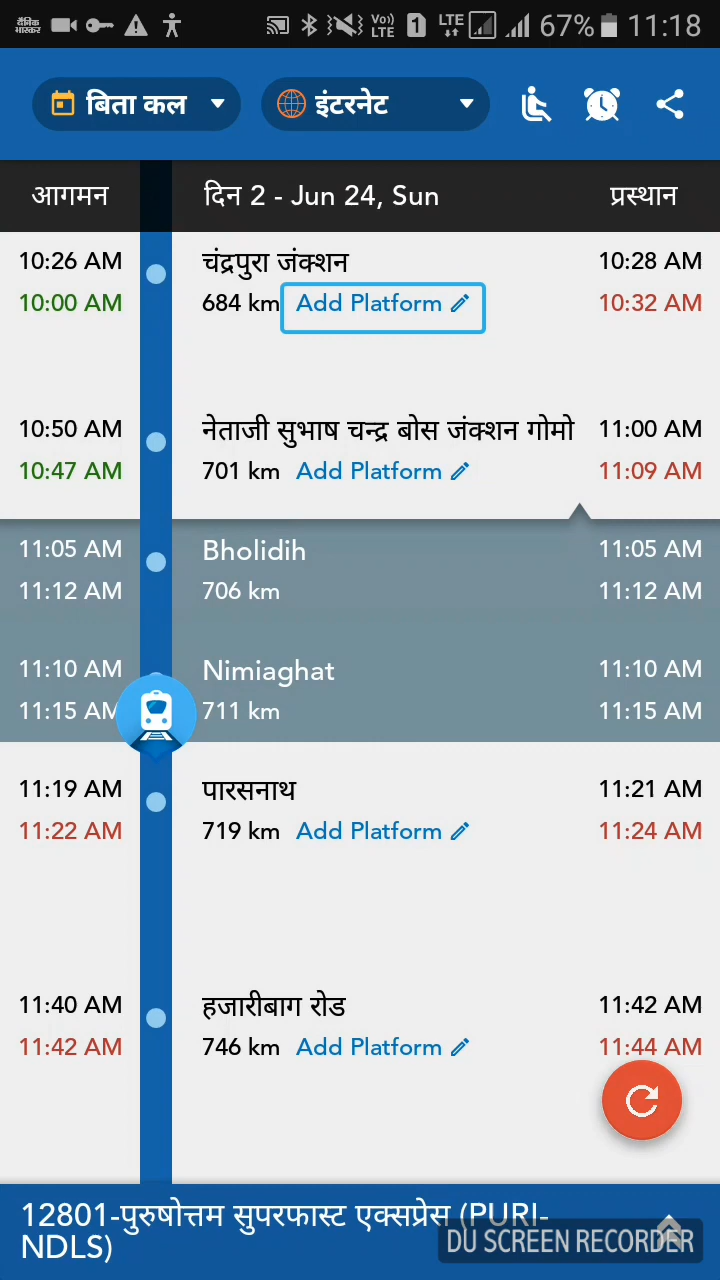 दैनिक भास्कर Vo)) LTE 1 LTE 67% 11:18
बिता कल इंटरनेट
आगमन दिन 2 - Jun 24, Sun प्रस्थान
10:26 AM चंद्रपुरा जंक्शन 10:28 AM
10:00 AM 684 km Add Platform 10:32 AM
10:50 AM नेताजी सुभाष चन्द्र बोस जंक्शन गोमो 11:00 AM
10:47 AM 701 km Add Platform 11:09 AM
11:05 AM Bholidih 11:05 AM
11:12 AM 706 km 11:12 AM
11:10 AM Nimiaghat 11:10 AM
11:15 AM 711 km 11:15 AM
11:19 AM पारसनाथ 11:21 AM
11:22 AM 719 km Add Platform 11:24 AM
11:40 AM हजारीबाग रोड 11:42 AM
11:42 AM 746 km Add Platform 11:44 AM
12801-पुरुषोत्तम सुपरफास्ट एक्सप्रेस (PURI-
NDLS)
DU SCREEN RECORDER